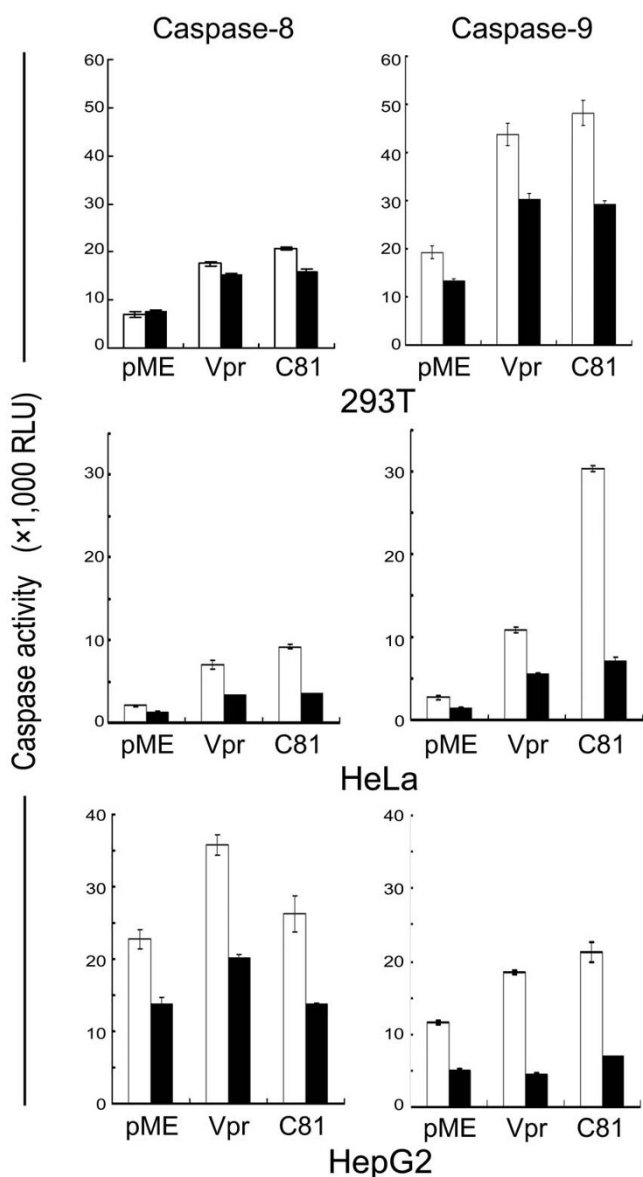 Caspase-8 Caspase-9
Caspase activity (×1,000 RLU)
60 60
50 50
40 40
30 30
20 20
10 10
0 0
pME Vpr C81 pME Vpr C81
293T
30 30
20 20
10 10
0 0
pME Vpr C81 pME Vpr C81
HeLa
40 40
30 30
20 20
10 10
0 0
pME Vpr C81 pME Vpr C81
HepG2